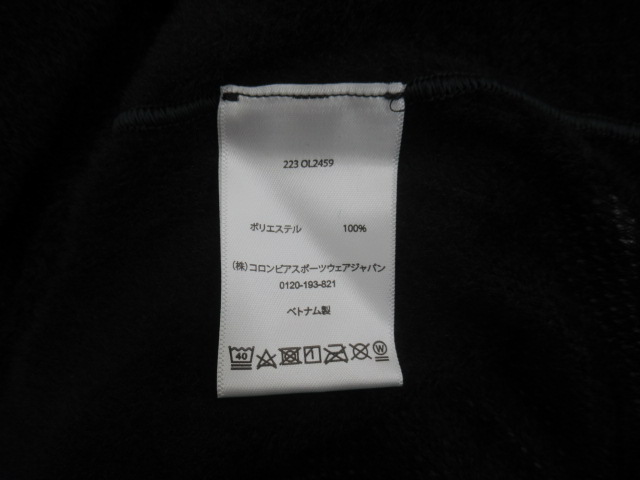 223 OL2459
ポリエステル 100%
(株)コロンビアスポーツウェアジャパン
0120-193-821
ベトナム製
40 W